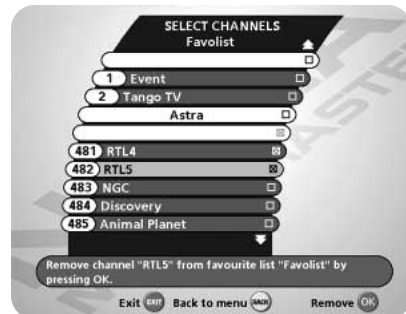 SELECT CHANNELS
Favolist
1 Event
2 Tango TV
Astra
481 RTL4
482 RTL5
483 NGC
484 Discovery
485 Animal Planet
Remove channel "RTL5" from favourite list "Favolist" by
pressing OK.
Exit EXIT Back to menu BACK Remove OK